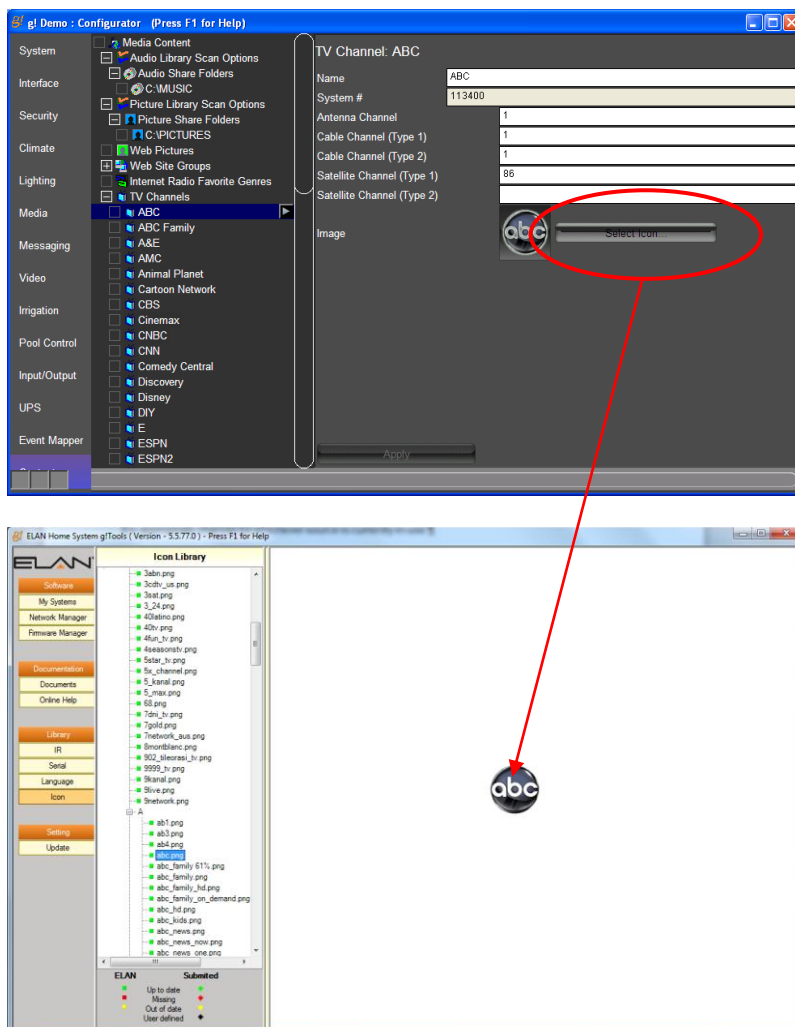 g! Demo : Configurator (Press F1 for Help)
System
Interface
Security
Climate
Lighting
Media
Messaging
Video
Irrigation
Pool Control
Input/Output
UPS
Event Mapper
Media Content
Audio Library Scan Options
Audio Share Folders
C:\MUSIC
Picture Library Scan Options
Picture Share Folders
C:\PICTURES
Web Pictures
Web Site Groups
Internet Radio Favorite Genres
TV Channels
ABC
ABC Family
A&E
AMC
Animal Planet
Cartoon Network
CBS
Cinemax
CNBC
CNN
Comedy Central
Discovery
Disney
DIY
E
ESPN
ESPN2
TV Channel: ABC
Name ABC
System # 113400
Antenna Channel 1
Cable Channel (Type 1) 1
Cable Channel (Type 2) 1
Satellite Channel (Type 1) 86
Satellite Channel (Type 2)
Image abc Select Icon...
Apply
ELAN Home System g!Tools ( Version - 5.5.77.0 ) - Press F1 for Help
ELAN
Software
My Systems
Network Manager
Firmware Manager
Documentation
Documents
Online Help
Library
IR
Serial
Language
Icon
Setting
Update
Icon Library
3abn.png
3cdtv_us.png
3sat.png
3_24.png
40latino.png
40tv.png
4fun_tv.png
4seasonstv.png
5star_tv.png
5x_channel.png
5_kanal.png
5_max.png
68.png
7dni_tv.png
7gold.png
7network_aus.png
8montblanc.png
902_tileorasi_tv.png
9999_tv.png
9kanal.png
9live.png
9network.png
A
ab1.png
ab3.png
ab4.png
abc.png
abc_family 61%.png
abc_family.png
abc_family_hd.png
abc_family_on_demand.png
abc_hd.png
abc_kids.png
abc_news.png
abc_news_now.png
abc_news_one.png
ELAN Submited
Up to date
Missing
Out of date
User defined
abc